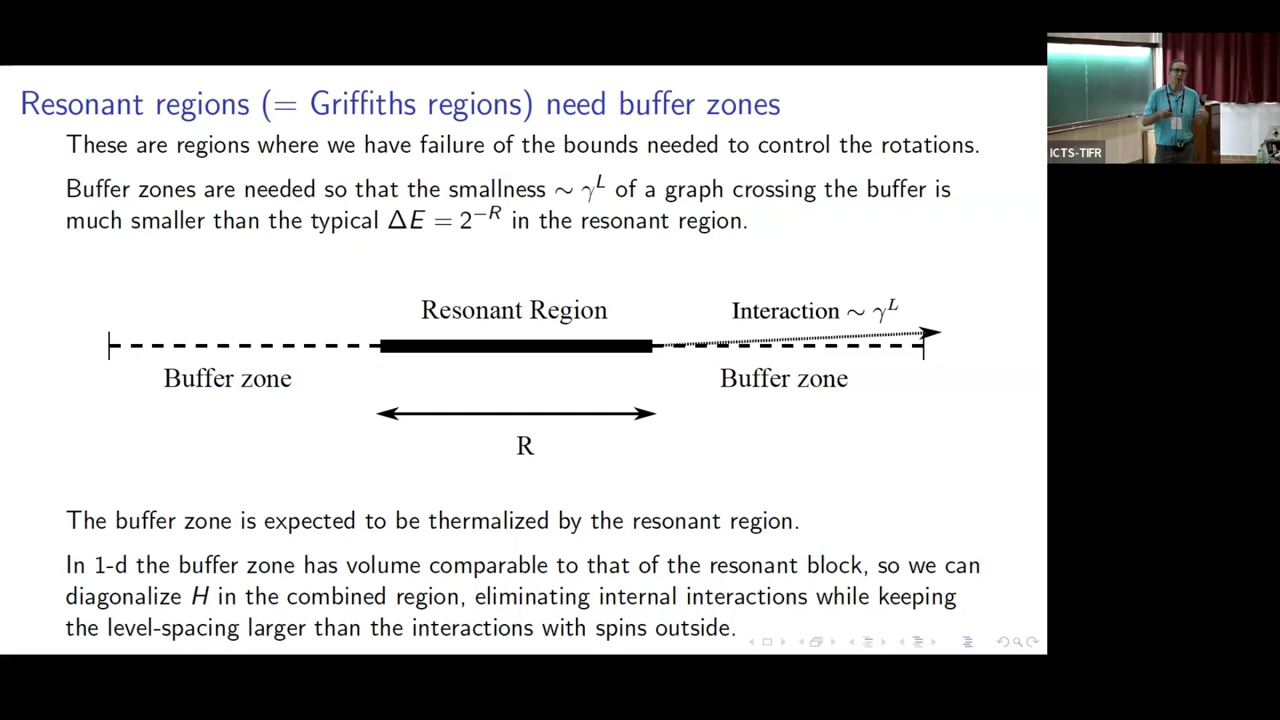 Resonant regions (= Griffiths regions) need buffer zones
These are regions where we have failure of the bounds needed to control the rotations.
Buffer zones are needed so that the smallness ∼ γ^L of a graph crossing the buffer is
much smaller than the typical ΔE = 2^{-R} in the resonant region.
Resonant Region
Interaction ∼ γ^L
Buffer zone
Buffer zone
R
The buffer zone is expected to be thermalized by the resonant region.
In 1-d the buffer zone has volume comparable to that of the resonant block, so we can
diagonalize H in the combined region, eliminating internal interactions while keeping
the level-spacing larger than the interactions with spins outside.
ICTS-TIFR